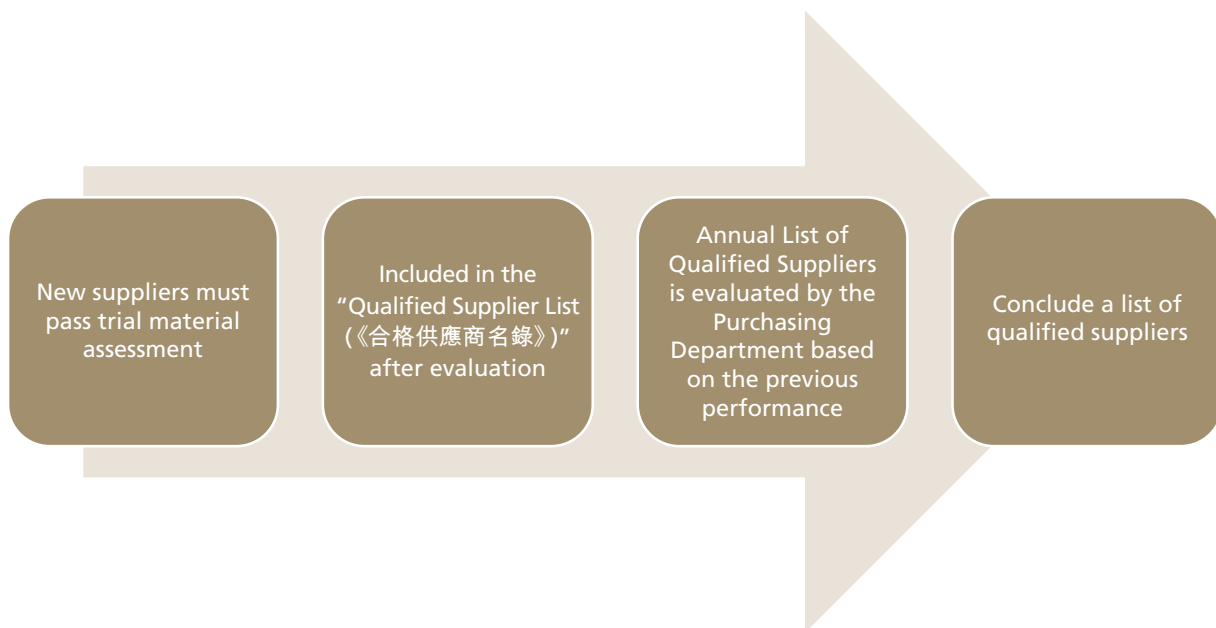 New suppliers must
pass trial material
assessment
Included in the
“Qualified Supplier List
(《合格供應商名錄》)”
after evaluation
Annual List of
Qualified Suppliers
is evaluated by the
Purchasing
Department based
on the previous
performance
Conclude a list of
qualified suppliers